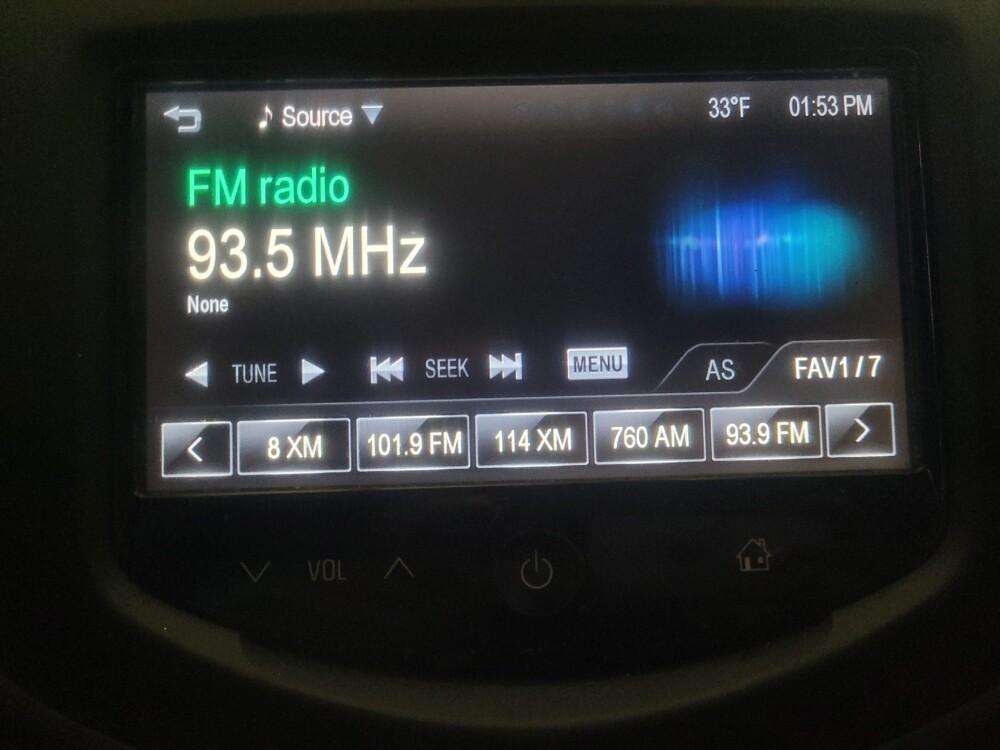 Source 33°F 01:53 PM
FM radio
93.5 MHz
None
TUNE SEEK MENU AS FAV1/7
< 8 XM 101.9 FM 114 XM 760 AM 93.9 FM >
VOL